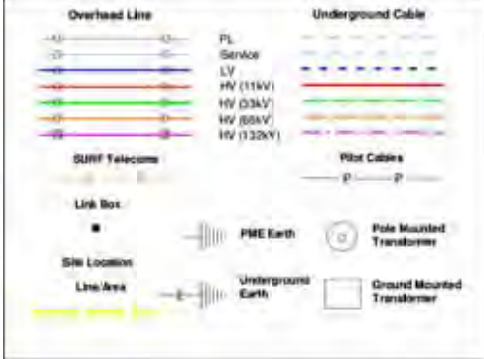 Overhead Line
Underground Cable
PL
Service
LV
HV (11kV)
HV (33kV)
HV (66kV)
HV (132kV)
SURF Telecoms
Pilot Cables
P P
Link Box
PME Earth
Pole Mounted
Transformer
Site Location
Line/Area
Underground
Earth
E
Ground Mounted
Transformer